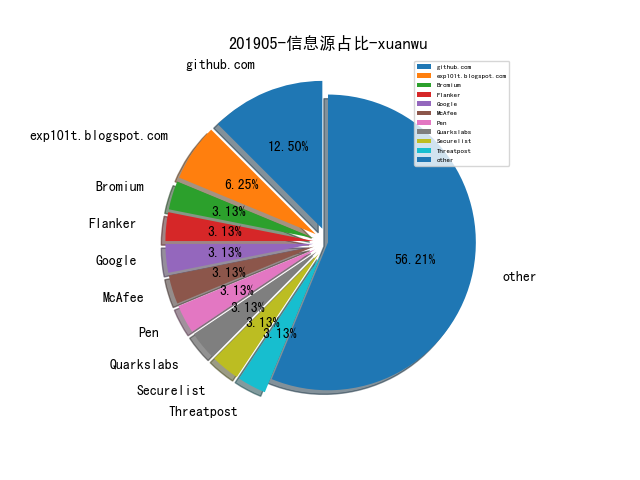 201905-信息源占比-xuanwu
github.com
exp101t.blogspot.com
Bromium
Flanker
Google
McAfee
Pen
Quarkslabs
Securelist
Threatpost
other
12.50%
6.25%
3.13%
3.13%
3.13%
3.13%
3.13%
3.13%
3.13%
3.13%
56.21%
github.com
exp101t.blogspot.com
Bromium
Flanker
Google
McAfee
Pen
Quarkslabs
Securelist
Threatpost
other